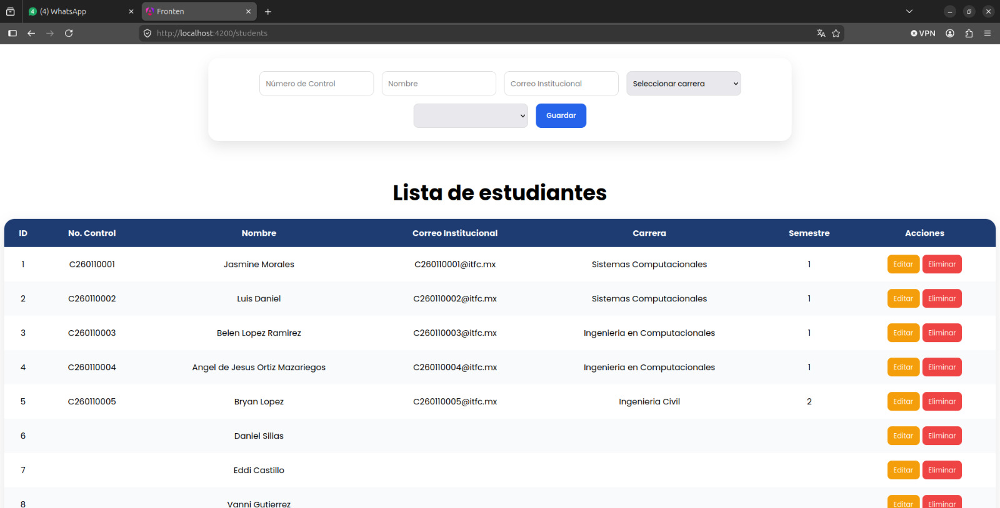 4 (4) WhatsApp
Fronten
http://localhost:4200/students
VPN
Número de Control Nombre Correo Institucional Seleccionar carrera
Guardar
Lista de estudiantes
ID No. Control Nombre Correo Institucional Carrera Semestre Acciones
1 C260110001 Jasmine Morales C260110001@itfc.mx Sistemas Computacionales 1 Editar Eliminar
2 C260110002 Luis Daniel C260110002@itfc.mx Sistemas Computacionales 1 Editar Eliminar
3 C260110003 Belen Lopez Ramirez C260110003@itfc.mx Ingenieria en Computacionales 1 Editar Eliminar
4 C260110004 Angel de Jesus Ortiz Mazariegos C260110004@itfc.mx Ingenieria en Computacionales 1 Editar Eliminar
5 C260110005 Bryan Lopez C260110005@itfc.mx Ingenieria Civil 2 Editar Eliminar
6 Daniel Silias Editar Eliminar
7 Eddi Castillo Editar Eliminar
8 Vanni Gutierrez Editar Eliminar